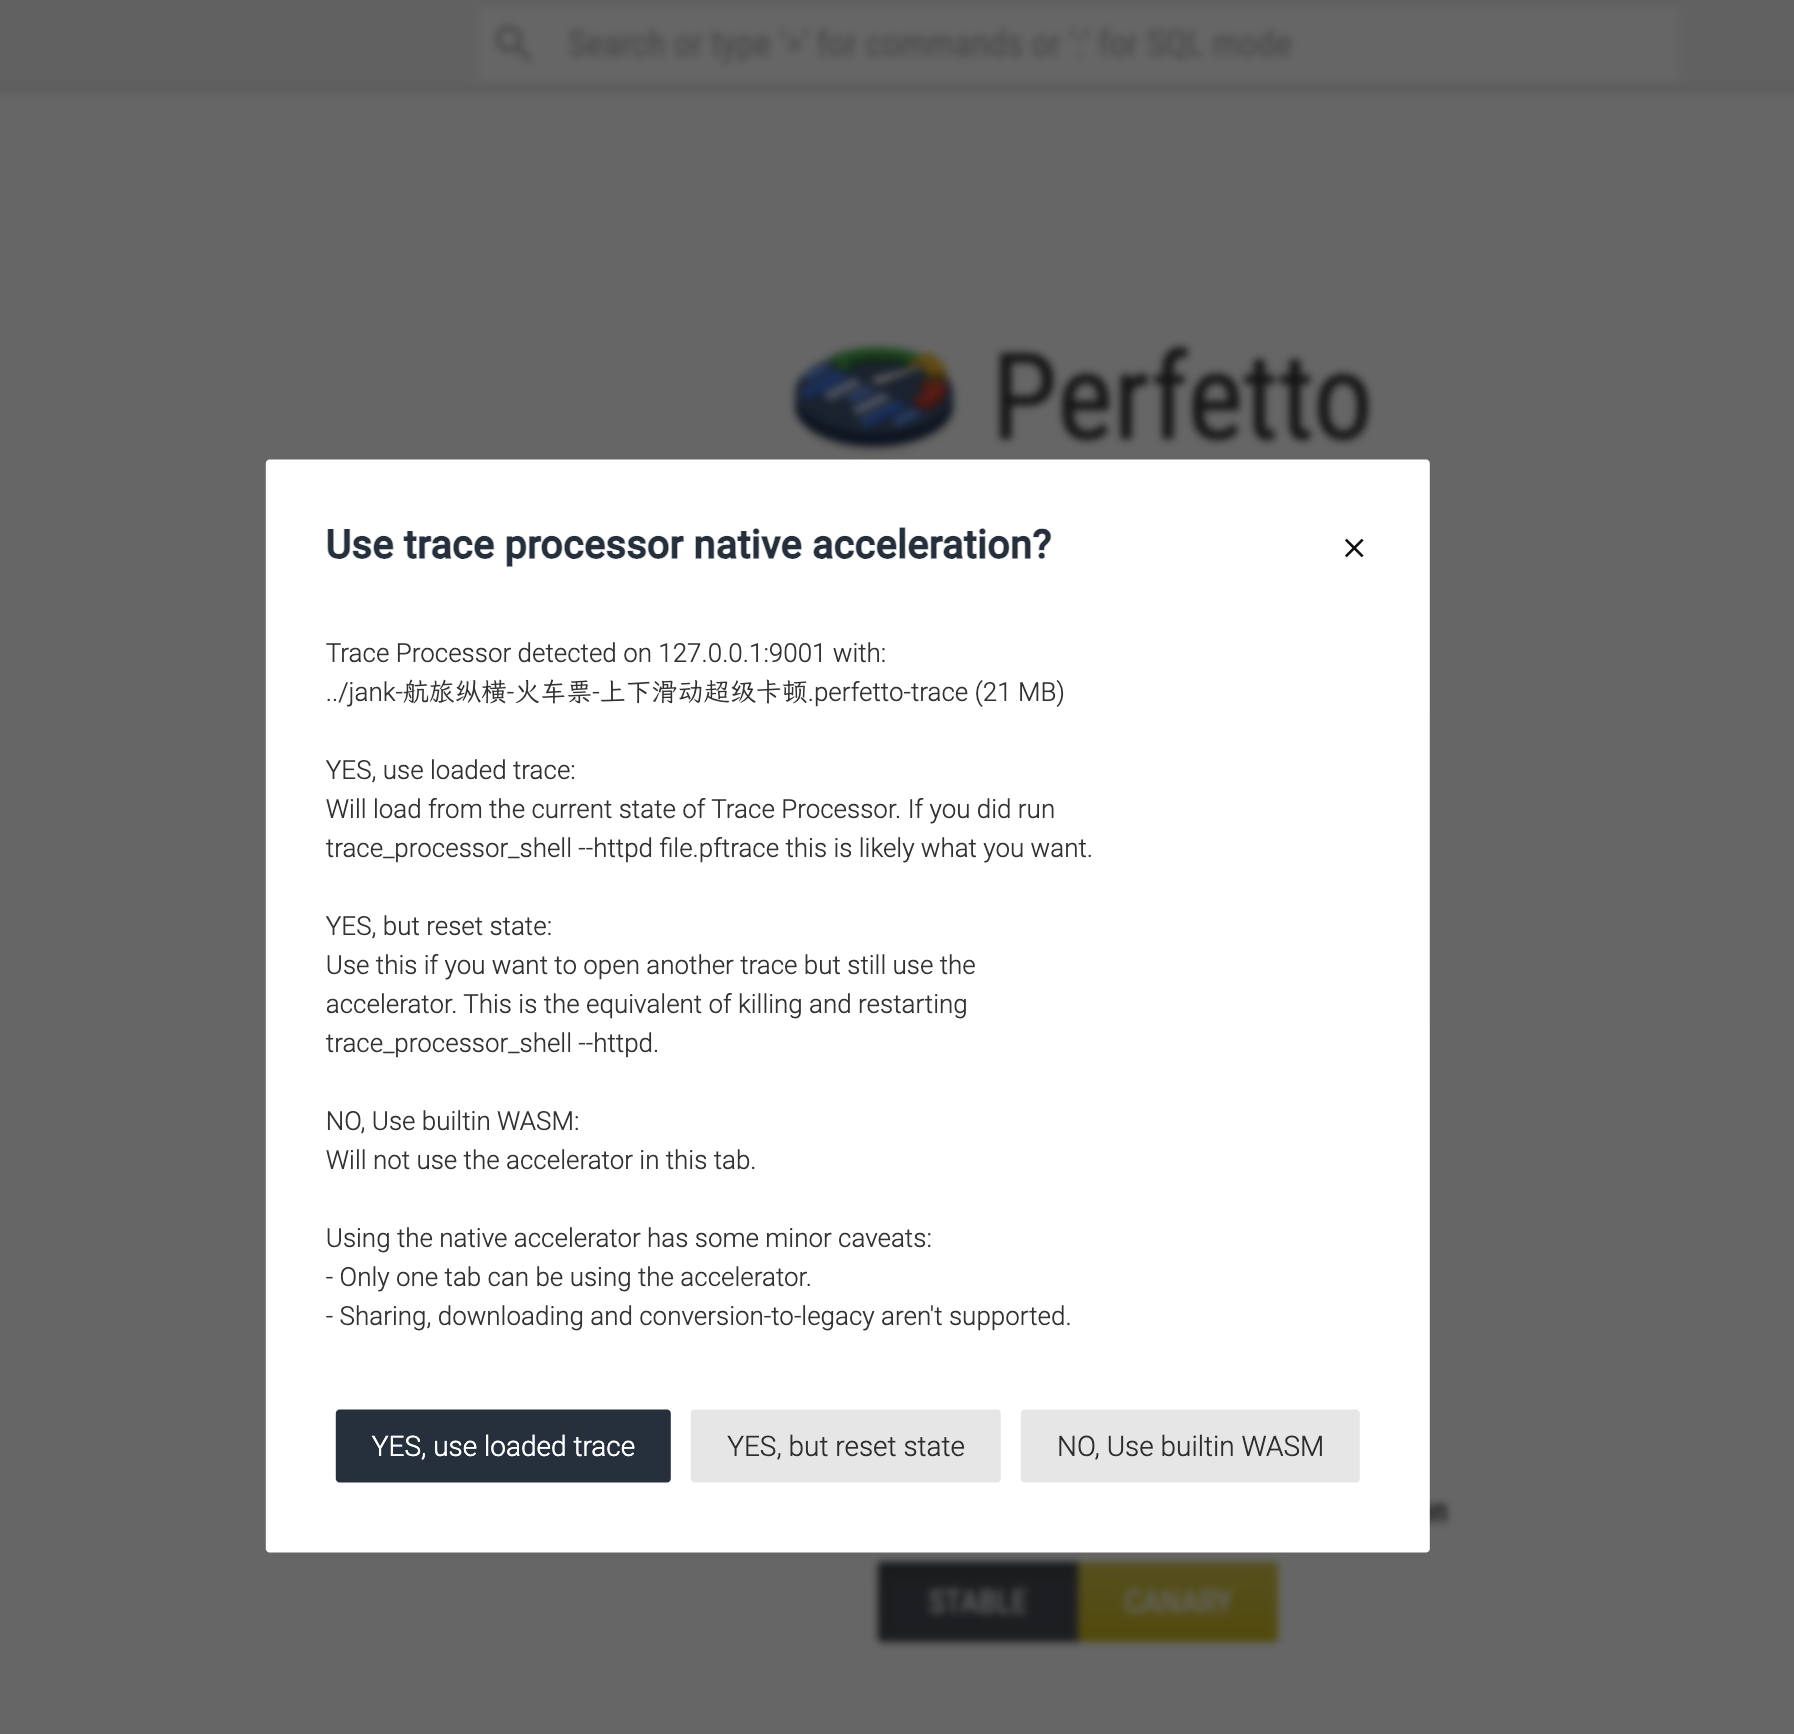 Search or type '>' for commands or ':' for SQL mode
Perfetto
Use trace processor native acceleration?
Trace Processor detected on 127.0.0.1:9001 with:
../jank-航旅纵横-火车票-上下滑动超级卡顿.perfetto-trace (21 MB)
YES, use loaded trace:
Will load from the current state of Trace Processor. If you did run
trace_processor_shell --httpd file.pftrace this is likely what you want.
YES, but reset state:
Use this if you want to open another trace but still use the
accelerator. This is the equivalent of killing and restarting
trace_processor_shell --httpd.
NO, Use builtin WASM:
Will not use the accelerator in this tab.
Using the native accelerator has some minor caveats:
- Only one tab can be using the accelerator.
- Sharing, downloading and conversion-to-legacy aren't supported.
YES, use loaded trace
YES, but reset state
NO, Use builtin WASM
STABLE
CANARY